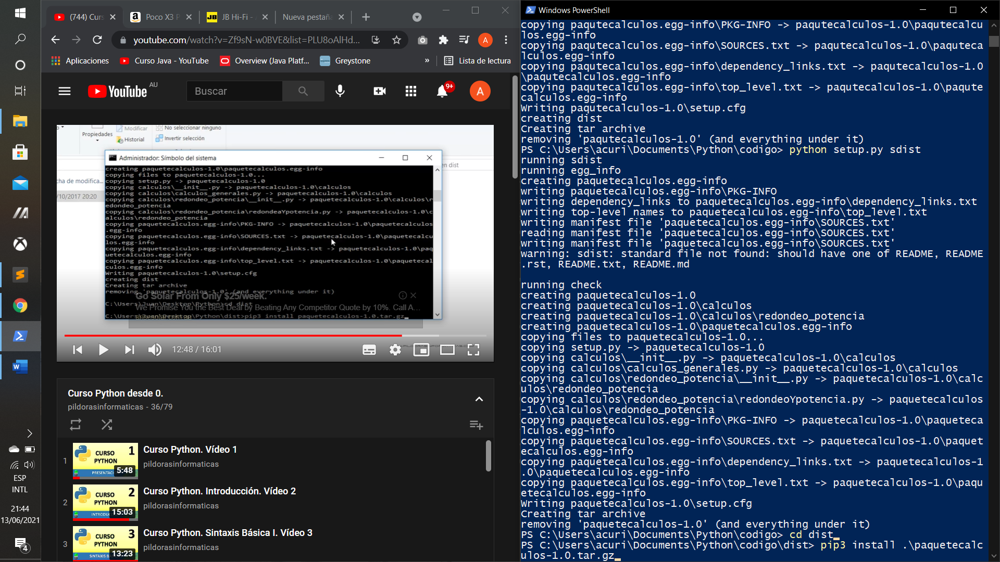 (744) Curs
Poco X3 P
JB Hi-Fi -
Nueva pestaña
youtube.com/watch?v=Zf9sN-w0BVE&list=PLU8oAlHd...
A
Aplicaciones
Curso Java - YouTube
Overview (Java Platf...
Greystone
»
Lista de lectura
YouTube
AU
Buscar
9+
A
Propiedades
Modificar
Historial
No seleccionar ninguno
Invertir selección
en dist
cha de modifica...
/10/2017 20:20
Administrador: Símbolo del sistema
creating paquetecalculos-1.0\paquetecalculos.egg-info
copying files to paquetecalculos-1.0...
copying setup.py -> paquetecalculos-1.0
copying calculos\__init__.py -> paquetecalculos-1.0\calculos
copying calculos\calculos_generales.py -> paquetecalculos-1.0\calculos
copying calculos\redondeo_potencia\__init__.py -> paquetecalculos-1.0\calculos\r
edondeo_potencia
copying calculos\redondeo_potencia\redondeaYpotencia.py -> paquetecalculos-1.0\c
alculos\redondeo_potencia
copying paquetecalculos.egg-info\PKG-INFO -> paquetecalculos-1.0\paquetecalculos
.egg-info
copying paquetecalculos.egg-info\SOURCES.txt -> paquetecalculos-1.0\paquetecalcu
los.egg-info
copying paquetecalculos.egg-info\dependency_links.txt -> paquetecalculos-1.0\paq
uetecalculos.egg-info
copying paquetecalculos.egg-info\top_level.txt -> paquetecalculos-1.0\paquetecal
culos.egg-info
Writing paquetecalculos-1.0\setup.cfg
creating dist
Creating tar archive
removing 'paquetecalculos-1.0' (and everything under it)
Go Solar From Only $25/week.
C:\Users\Juan\Desktop\Python>cd dist
We Promise You the Best Deal by Beating Any Competitor Quote by 10%. Call A...
C:\Users\Juan\Desktop\Python\dist>pip3 install paquetecalculos-1.0.tar.gz_
12:48 / 16:01
Curso Python desde 0.
pildorasinformaticas - 36/79
1
CURSO PYTHON 1
5:48
Curso Python. Vídeo 1
pildorasinformaticas
2
CURSO PYTHON 2
15:03
Curso Python. Introducción. Vídeo 2
pildorasinformaticas
3
CURSO PYTHON 3
13:23
Curso Python. Sintaxis Básica I. Vídeo 3
pildorasinformaticas
ESP
INTL
21:44
13/06/2021
4
Windows PowerShell
copying paqutecalculos.egg-info\PKG-INFO -> paqutecalculos-1.0\paqutecalcu
los.egg-info
copying paqutecalculos.egg-info\SOURCES.txt -> paqutecalculos-1.0\paquteca
lculos.egg-info
copying paqutecalculos.egg-info\dependency_links.txt -> paqutecalculos-1.0
\paqutecalculos.egg-info
copying paqutecalculos.egg-info\top_level.txt -> paqutecalculos-1.0\paqute
calculos.egg-info
Writing paqutecalculos-1.0\setup.cfg
creating dist
Creating tar archive
removing 'paqutecalculos-1.0' (and everything under it)
PS C:\Users\acuri\Documents\Python\codigo> python setup.py sdist
running sdist
running egg_info
creating paquetecalculos.egg-info
writing paquetecalculos.egg-info\PKG-INFO
writing dependency_links to paquetecalculos.egg-info\dependency_links.txt
writing top-level names to paquetecalculos.egg-info\top_level.txt
writing manifest file 'paquetecalculos.egg-info\SOURCES.txt'
reading manifest file 'paquetecalculos.egg-info\SOURCES.txt'
writing manifest file 'paquetecalculos.egg-info\SOURCES.txt'
warning: sdist: standard file not found: should have one of README, README
.rst, README.txt, README.md
running check
creating paquetecalculos-1.0
creating paquetecalculos-1.0\calculos
creating paquetecalculos-1.0\calculos\redondeo_potencia
creating paquetecalculos-1.0\paquetecalculos.egg-info
copying files to paquetecalculos-1.0...
copying setup.py -> paquetecalculos-1.0
copying calculos\__init__.py -> paquetecalculos-1.0\calculos
copying calculos\calculos_generales.py -> paquetecalculos-1.0\calculos
copying calculos\redondeo_potencia\__init__.py -> paquetecalculos-1.0\calc
ulos\redondeo_potencia
copying calculos\redondeo_potencia\redondeoYpotencia.py -> paquetecalculos
-1.0\calculos\redondeo_potencia
copying paquetecalculos.egg-info\PKG-INFO -> paquetecalculos-1.0\paqueteca
lculos.egg-info
copying paquetecalculos.egg-info\SOURCES.txt -> paquetecalculos-1.0\paquet
ecalculos.egg-info
copying paquetecalculos.egg-info\dependency_links.txt -> paquetecalculos-1
.0\paquetecalculos.egg-info
copying paquetecalculos.egg-info\top_level.txt -> paquetecalculos-1.0\paqu
etecalculos.egg-info
Writing paquetecalculos-1.0\setup.cfg
Creating tar archive
removing 'paquetecalculos-1.0' (and everything under it)
PS C:\Users\acuri\Documents\Python\codigo> cd dist_
PS C:\Users\acuri\Documents\Python\codigo\dist> pip3 install .\paquetecalc
ulos-1.0.tar.gz_